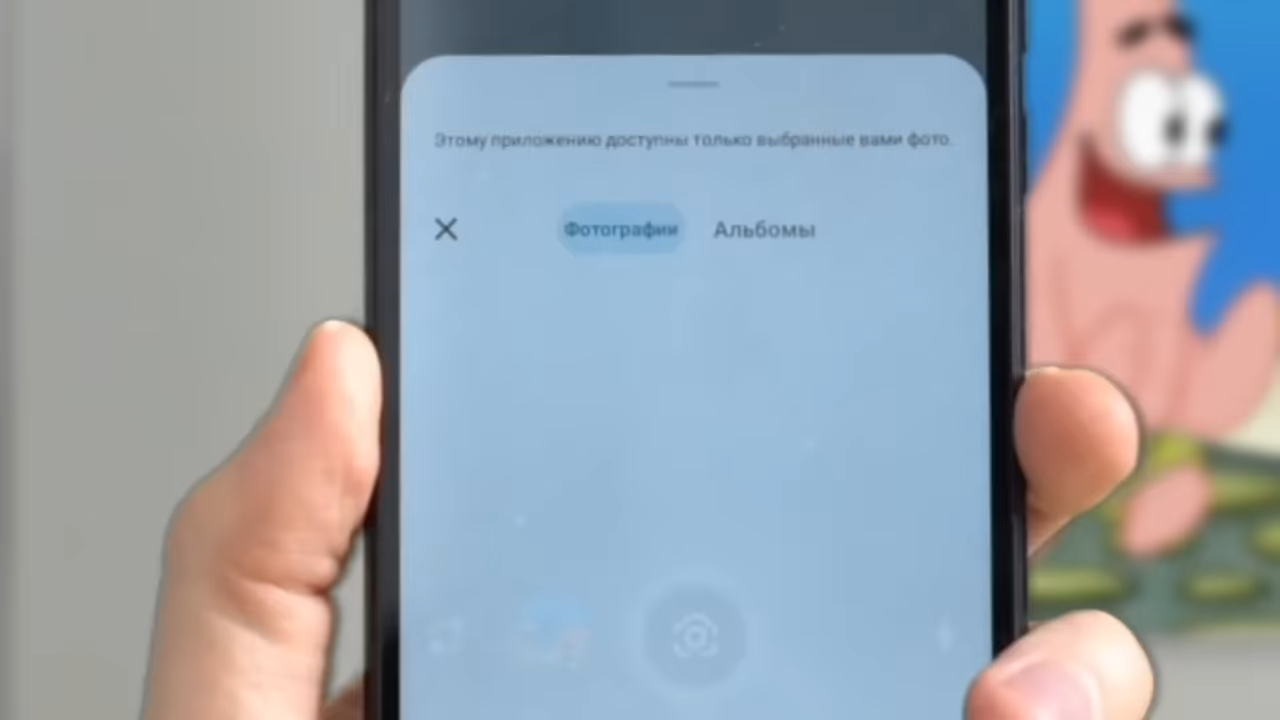 Этому приложению доступны только выбранные вами фото.
Фотографии Альбомы